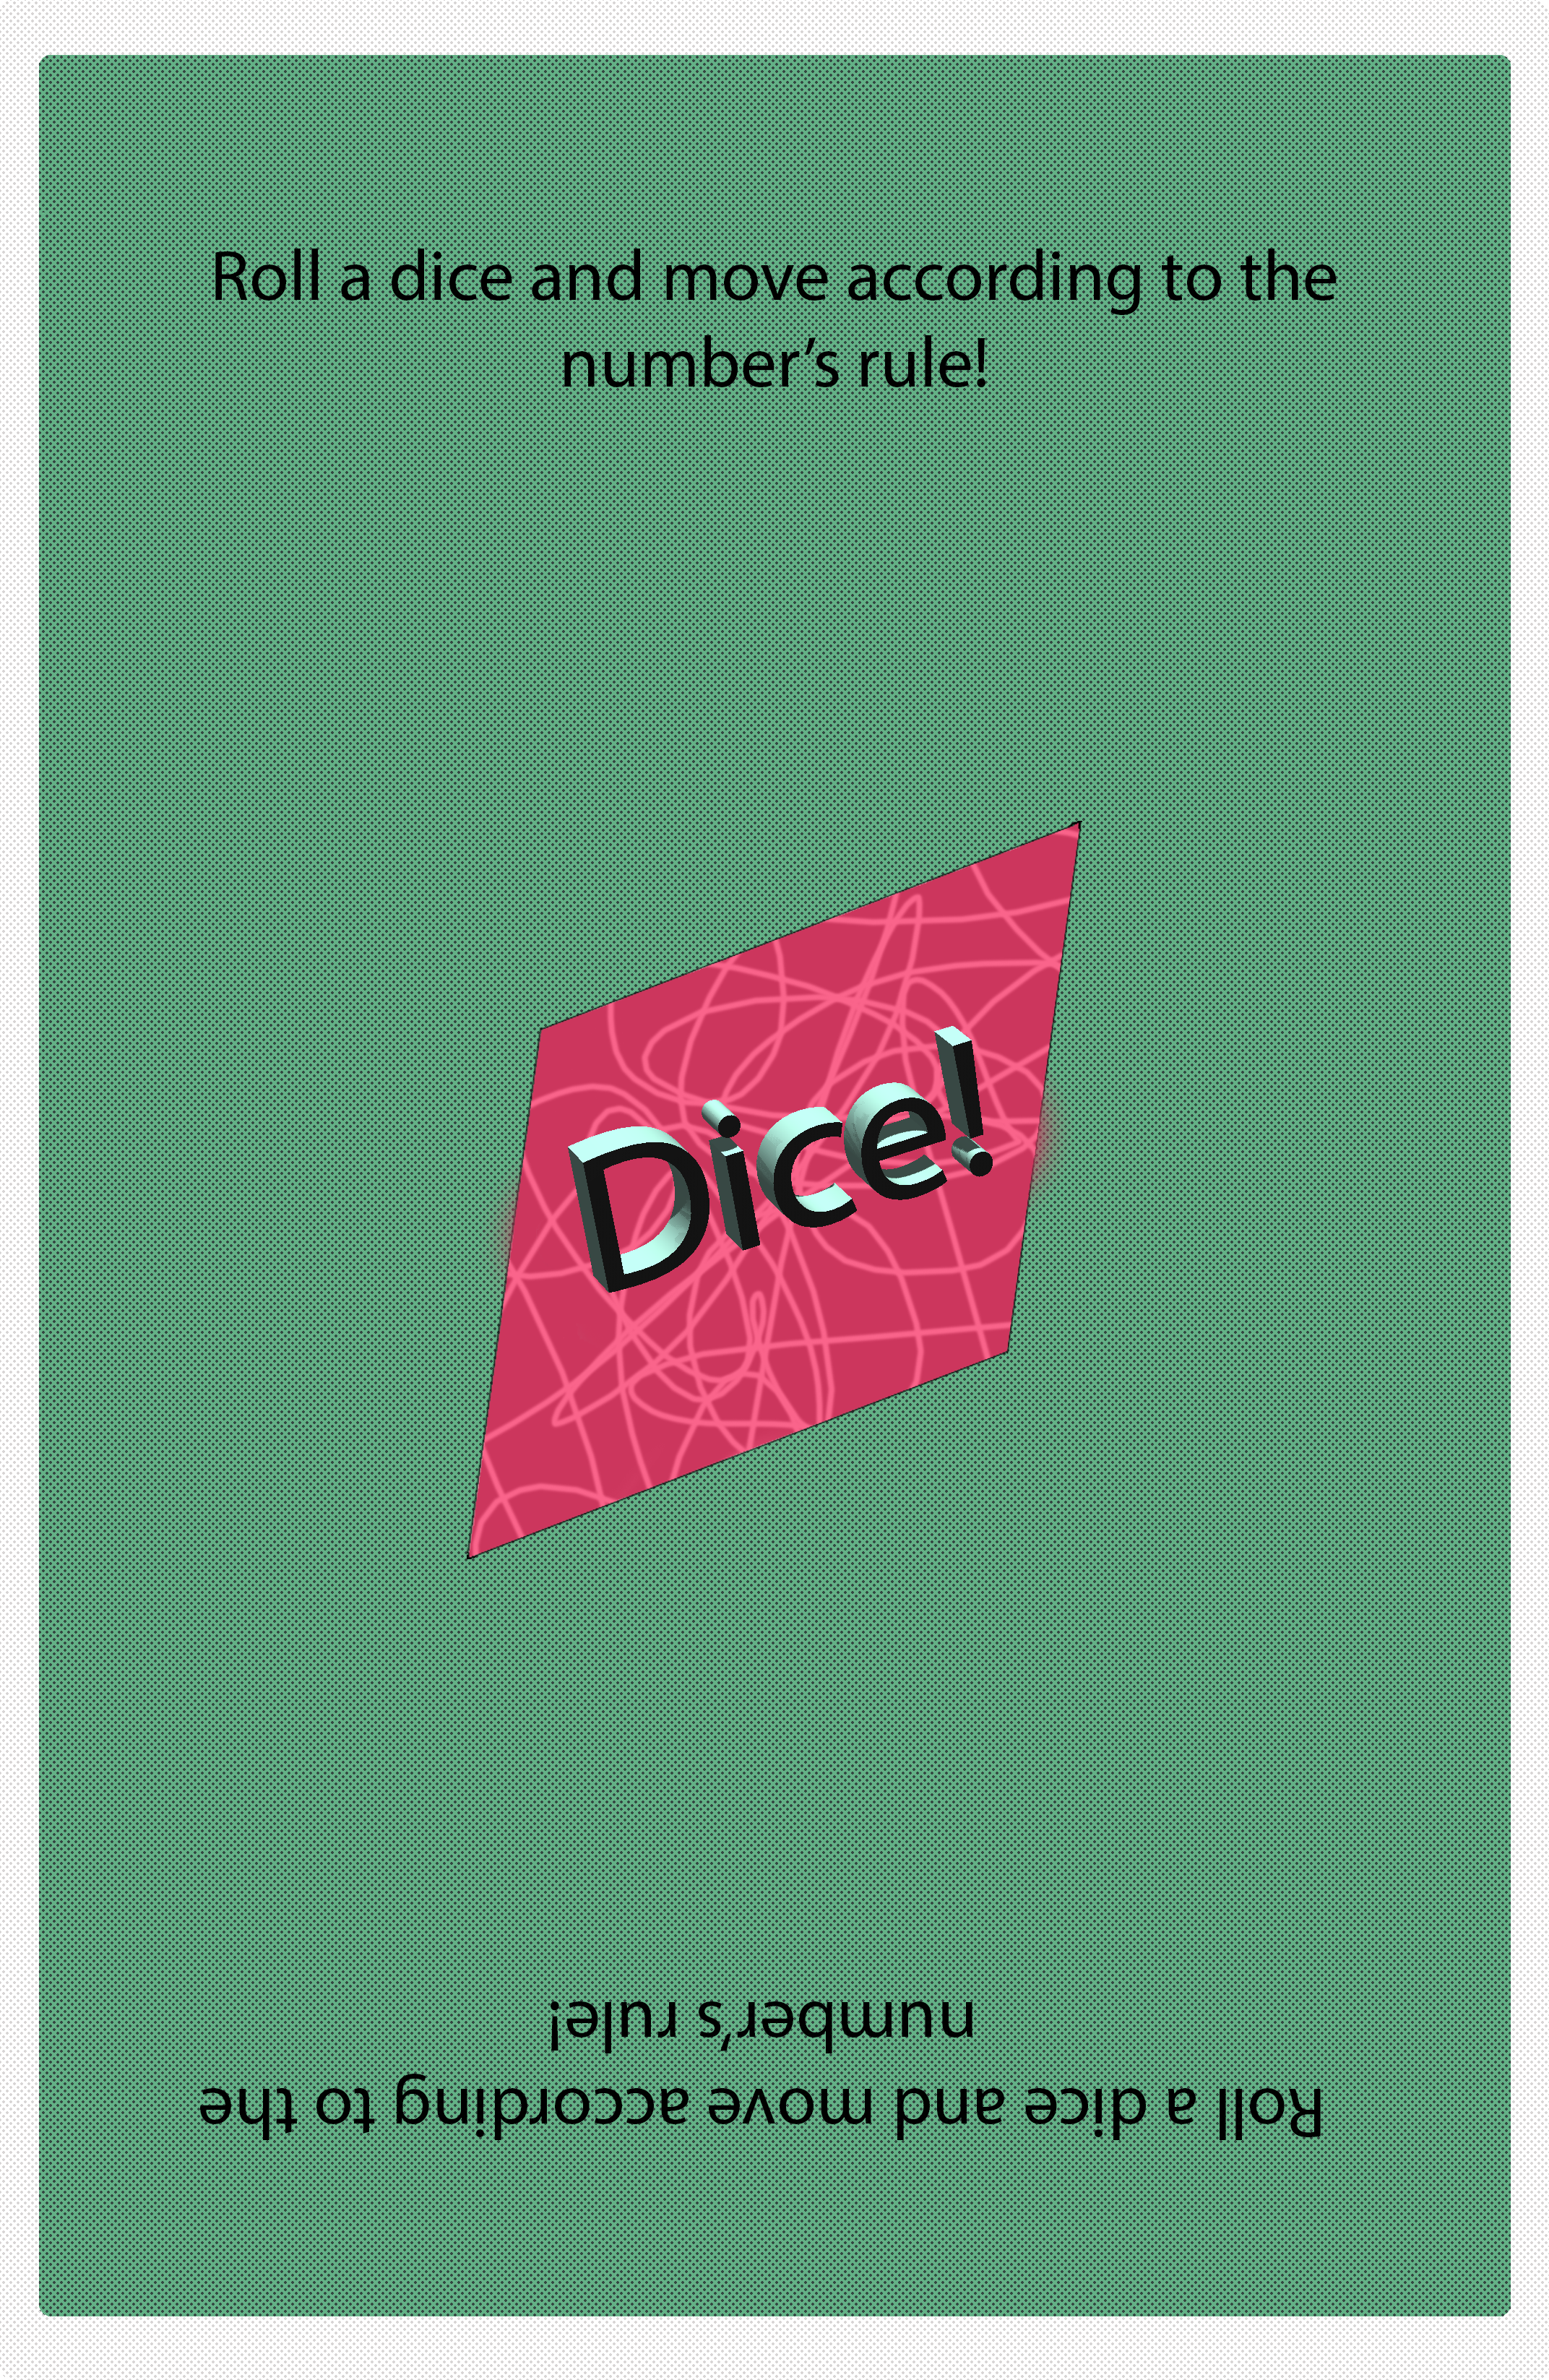 Roll a dice and move according to the
number’s rule!
Dice!
Roll a dice and move according to the
number’s rule!